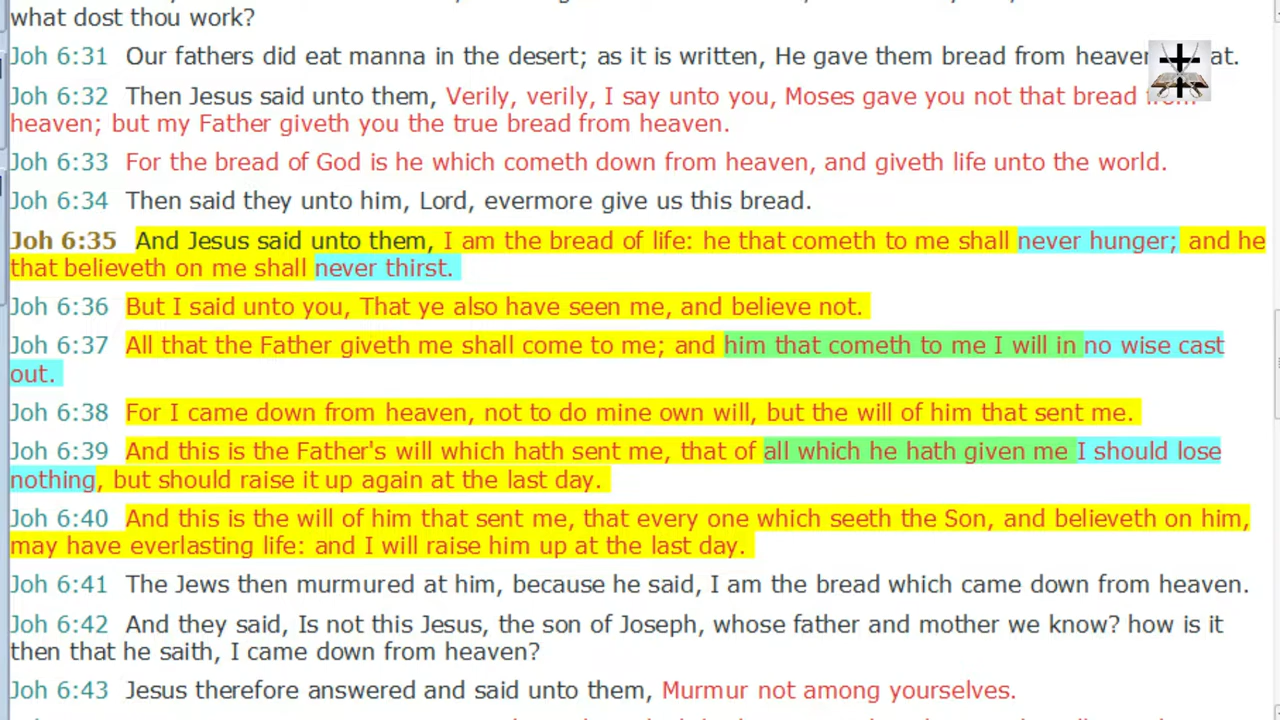 what dost thou work?
Joh 6:31 Our fathers did eat manna in the desert; as it is written, He gave them bread from heaven at.
Joh 6:32 Then Jesus said unto them, Verily, verily, I say unto you, Moses gave you not that bread from
heaven; but my Father giveth you the true bread from heaven.
Joh 6:33 For the bread of God is he which cometh down from heaven, and giveth life unto the world.
Joh 6:34 Then said they unto him, Lord, evermore give us this bread.
Joh 6:35 And Jesus said unto them, I am the bread of life: he that cometh to me shall never hunger; and he
that believeth on me shall never thirst.
Joh 6:36 But I said unto you, That ye also have seen me, and believe not.
Joh 6:37 All that the Father giveth me shall come to me; and him that cometh to me I will in no wise cast
out.
Joh 6:38 For I came down from heaven, not to do mine own will, but the will of him that sent me.
Joh 6:39 And this is the Father's will which hath sent me, that of all which he hath given me I should lose
nothing, but should raise it up again at the last day.
Joh 6:40 And this is the will of him that sent me, that every one which seeth the Son, and believeth on him,
may have everlasting life: and I will raise him up at the last day.
Joh 6:41 The Jews then murmured at him, because he said, I am the bread which came down from heaven.
Joh 6:42 And they said, Is not this Jesus, the son of Joseph, whose father and mother we know? how is it
then that he saith, I came down from heaven?
Joh 6:43 Jesus therefore answered and said unto them, Murmur not among yourselves.